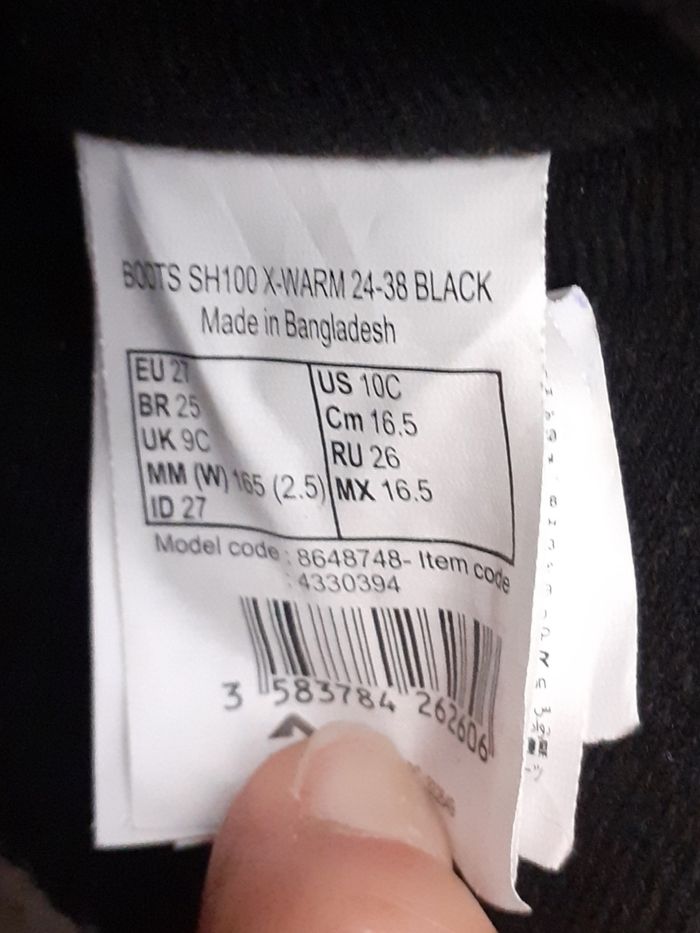 BOOTS SH100 X-WARM 24-38 BLACK
Made in Bangladesh
EU 27 US 10C
BR 25 Cm 16.5
UK 9C RU 26
MM (W) 165 (2.5) MX 16.5
ID 27
Model code : 8648748- Item code
: 4330394
3 583784 262606